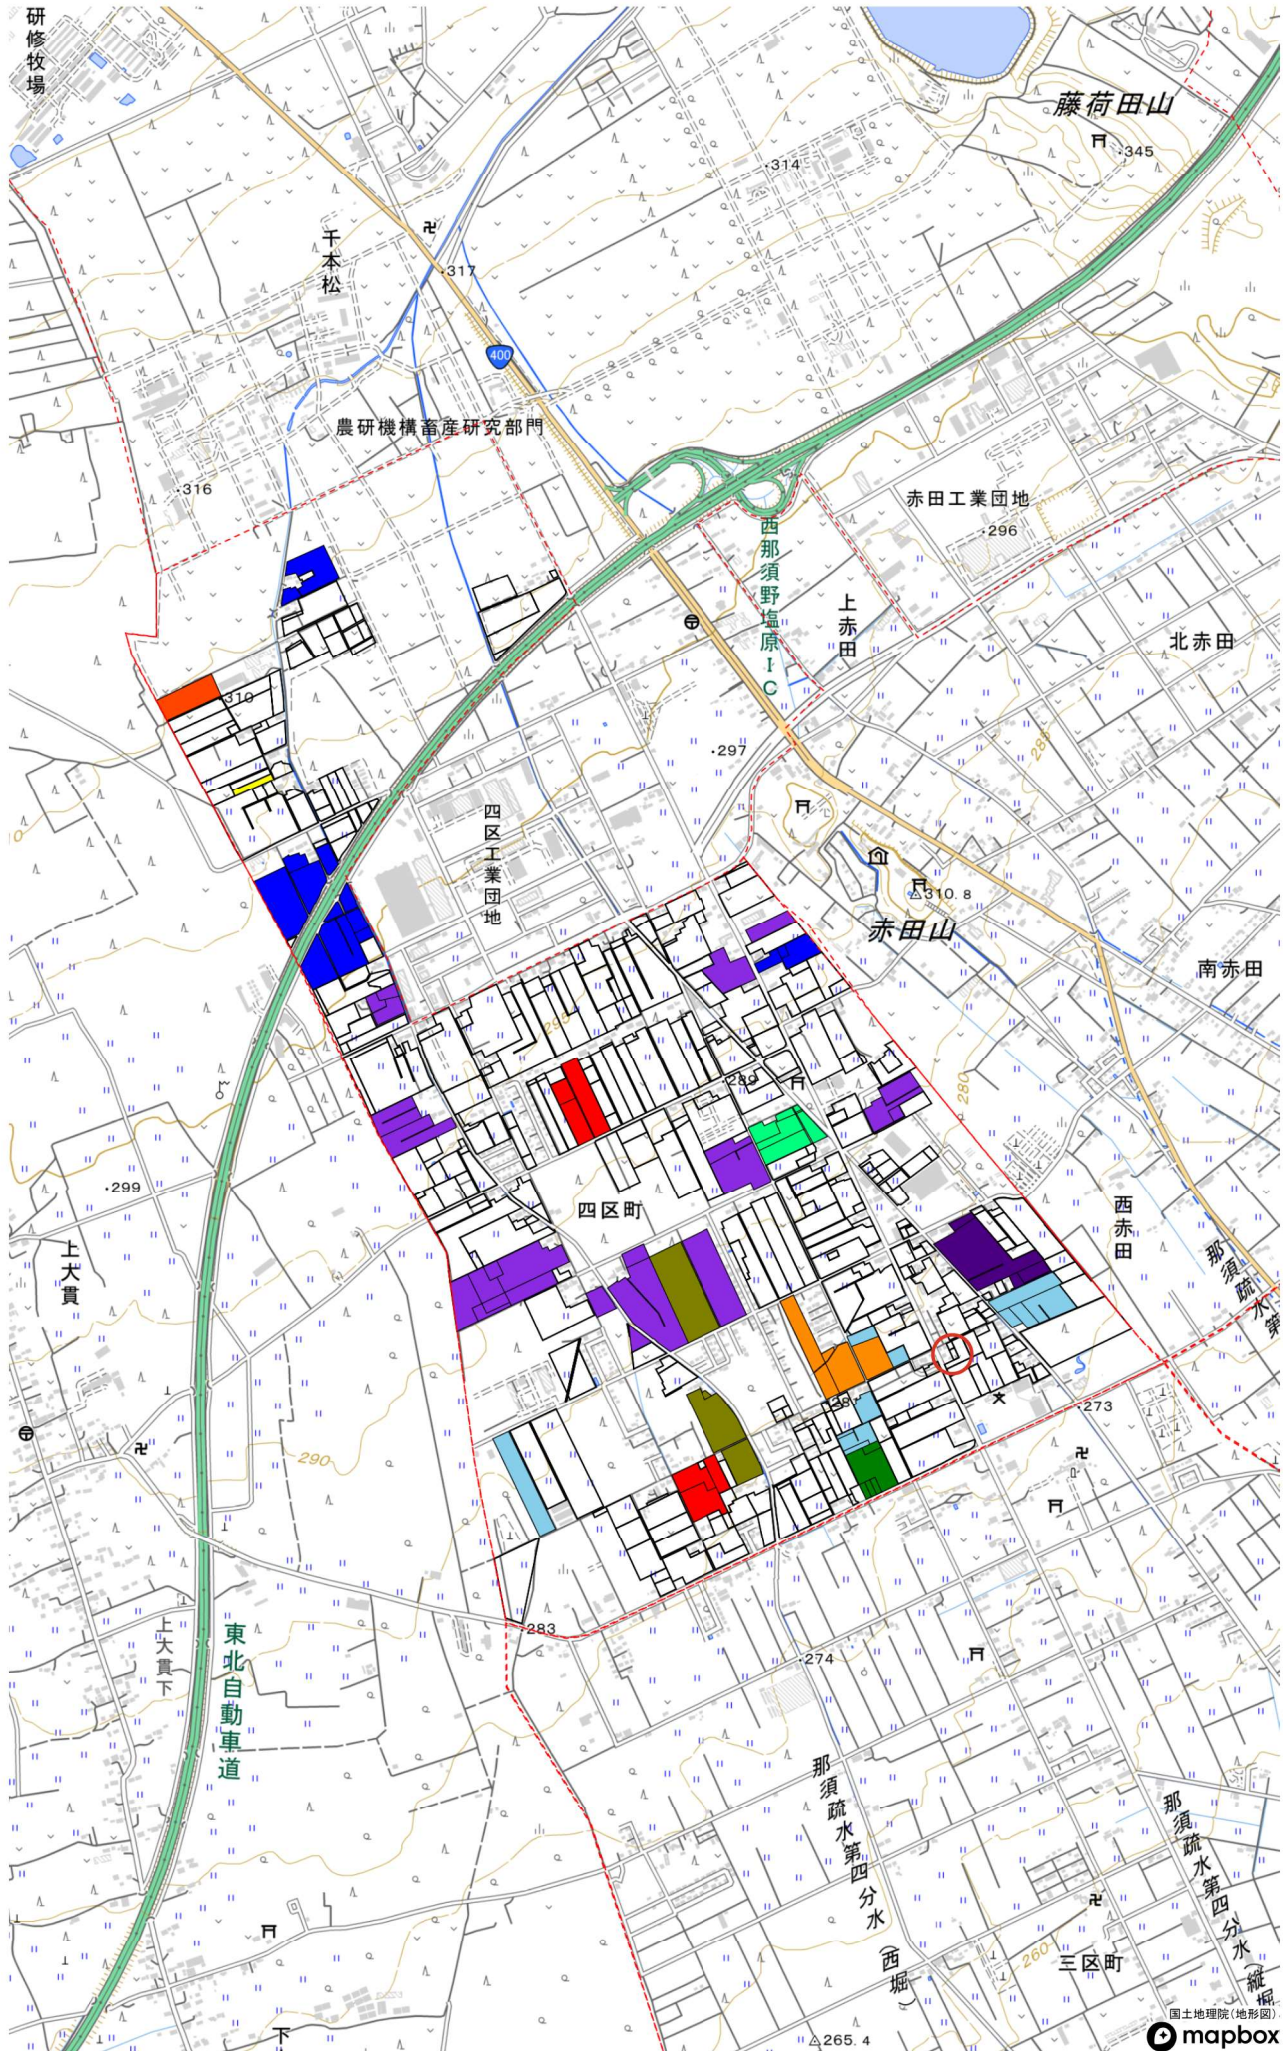 研修牧場
藤荷田山
345
314
千本松
317
400
農研機構畜産研究部門
316
赤田工業団地
296
西那須野塩原IC
上赤田
北赤田
310
297
285
四区工業団地
310.8
赤田山
南赤田
295
289
280
299
四区町
西赤田
上大貫
那須疏水第
281
273
290
283
上大貫下
東北自動車道
274
那須疏水第四分水(西堀)
那須疏水第四分水(縦堀
260
三区町
下
265.4
国土地理院(地形図)
mapbox